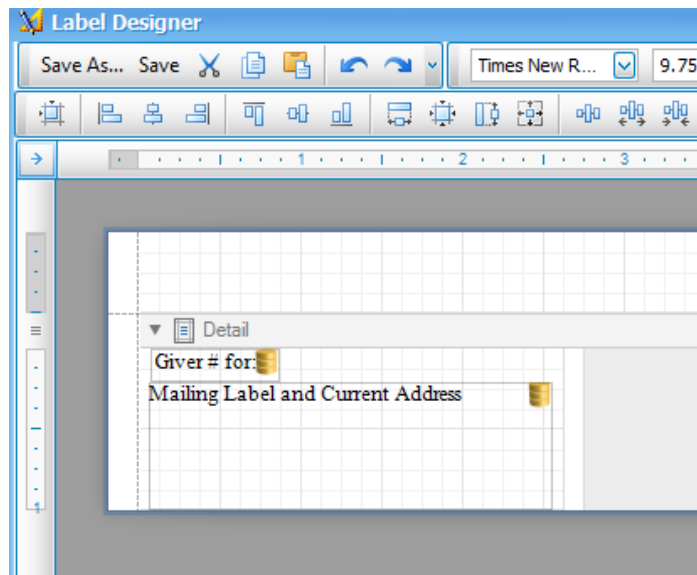 Label Designer
Save As... Save Times New R... 9.75
1 2 3
Detail
Giver # for:
Mailing Label and Current Address
1